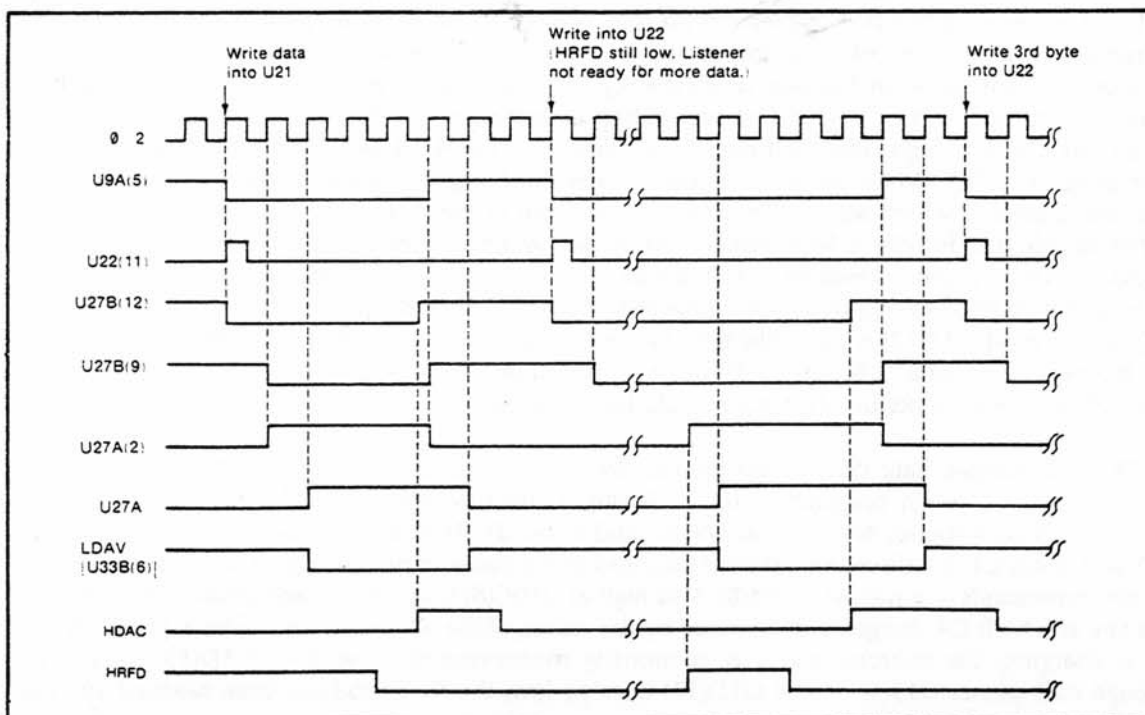 Write data
into U21
Write into U22
(HRFD still low. Listener
not ready for more data.)
Write 3rd byte
into U22
Ø 2
U9A(5)
U22(11)
U27B(12)
U27B(9)
U27A(2)
U27A
LDAV
[U33B(6)]
HDAC
HRFD